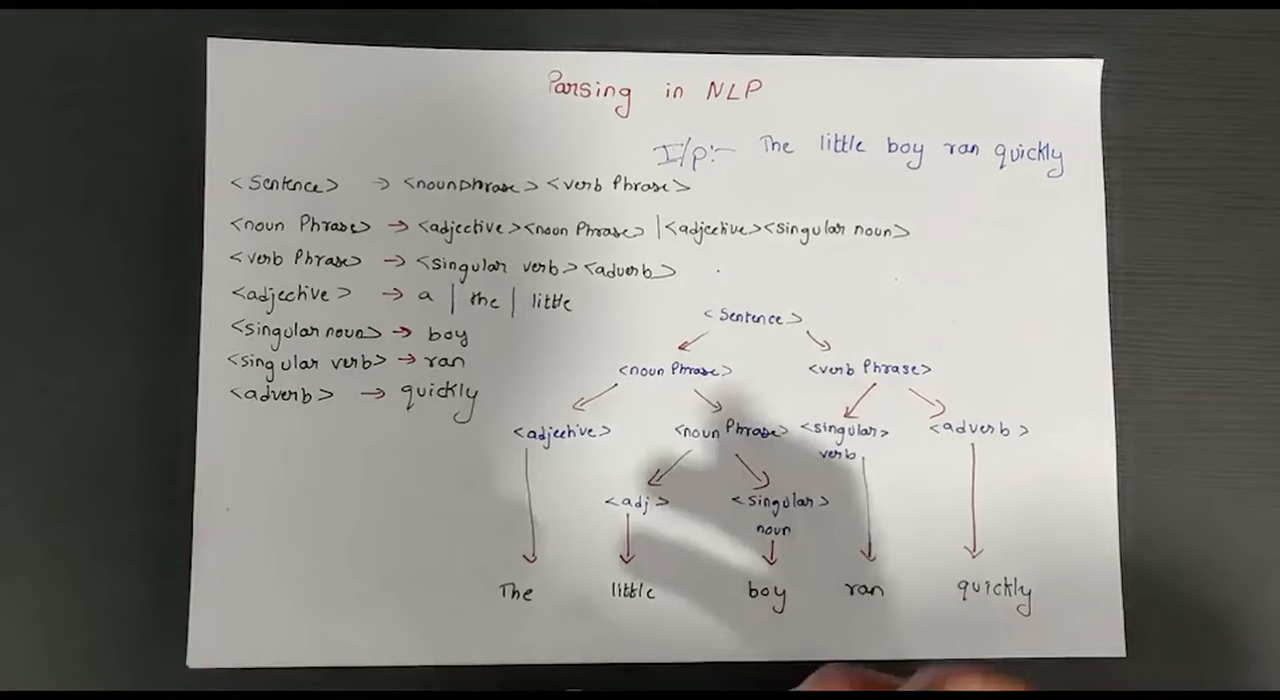 Parsing in NLP
I/p:- The little boy ran quickly
<Sentence> → <noun Phrase> <verb Phrase>
<noun Phrase> → <adjective><noun Phrase> | <adjective><singular noun>
<verb Phrase> → <singular verb><adverb>
<adjective> → a | the | little
<singular noun> → boy
<singular verb> → ran
<adverb> → quickly
<Sentence>
<noun Phrase> <verb Phrase>
<adjective> <noun Phrase> <singular> <adverb>
verb
<adj> <singular>
noun
The little boy ran quickly